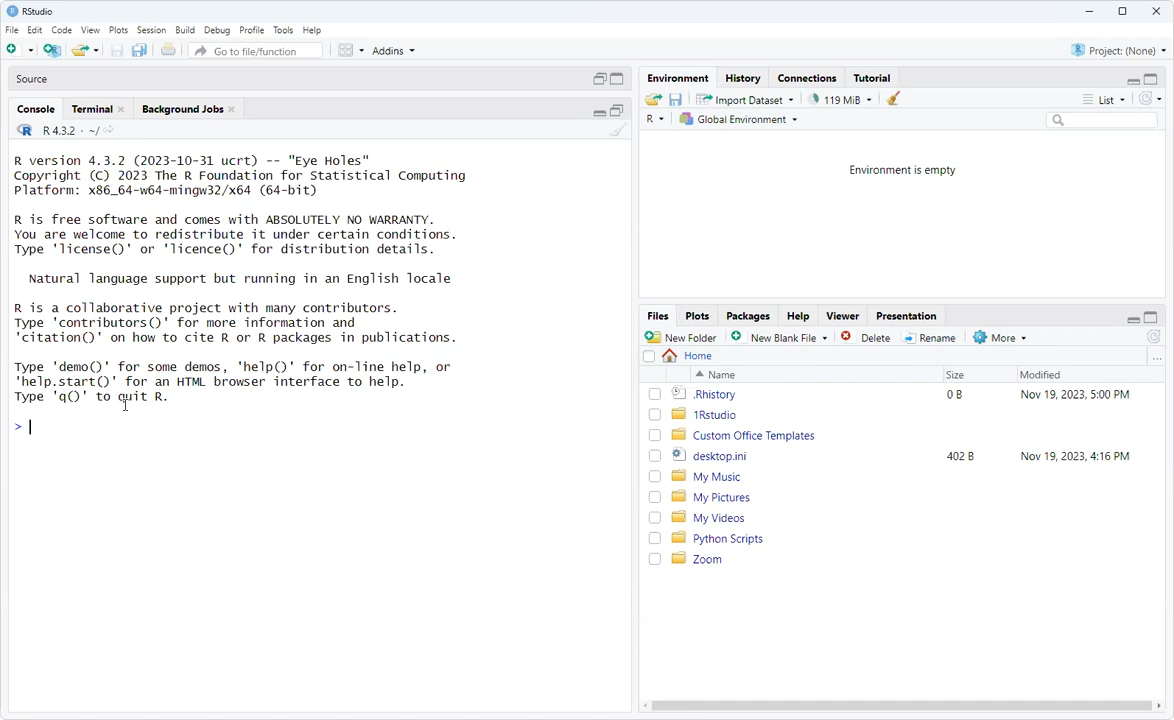 RStudio
File Edit Code View Plots Session Build Debug Profile Tools Help
Go to file/function Addins Project: (None)
Source
Console Terminal Background Jobs
R 4.3.2 · ~/
R version 4.3.2 (2023-10-31 ucrt) -- "Eye Holes"
Copyright (C) 2023 The R Foundation for Statistical Computing
Platform: x86_64-w64-mingw32/x64 (64-bit)
R is free software and comes with ABSOLUTELY NO WARRANTY.
You are welcome to redistribute it under certain conditions.
Type 'license()' or 'licence()' for distribution details.
Natural language support but running in an English locale
R is a collaborative project with many contributors.
Type 'contributors()' for more information and
'citation()' on how to cite R or R packages in publications.
Type 'demo()' for some demos, 'help()' for on-line help, or
'help.start()' for an HTML browser interface to help.
Type 'q()' to quit R.
>
Environment History Connections Tutorial
Import Dataset 119 MiB List
R Global Environment
Environment is empty
Files Plots Packages Help Viewer Presentation
New Folder New Blank File Delete Rename More
Home ...
Name Size Modified
.Rhistory 0 B Nov 19, 2023, 5:00 PM
1Rstudio
Custom Office Templates
desktop.ini 402 B Nov 19, 2023, 4:16 PM
My Music
My Pictures
My Videos
Python Scripts
Zoom